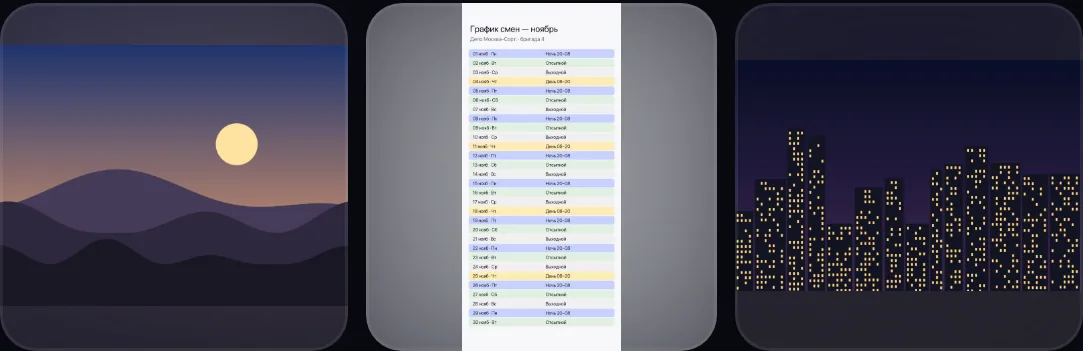 График смен — ноябрь
Депо Москва-Сорт. · бригада 4
01 нояб · Пн Ночь 20–08
02 нояб · Вт Отсыпной
03 нояб · Ср Выходной
04 нояб · Чт День 08–20
05 нояб · Пт Ночь 20–08
06 нояб · Сб Отсыпной
07 нояб · Вс Выходной
08 нояб · Пн Ночь 20–08
09 нояб · Вт Отсыпной
10 нояб · Ср Выходной
11 нояб · Чт День 08–20
12 нояб · Пт Ночь 20–08
13 нояб · Сб Отсыпной
14 нояб · Вс Выходной
15 нояб · Пн Ночь 20–08
16 нояб · Вт Отсыпной
17 нояб · Ср Выходной
18 нояб · Чт День 08–20
19 нояб · Пт Ночь 20–08
20 нояб · Сб Отсыпной
21 нояб · Вс Выходной
22 нояб · Пн Ночь 20–08
23 нояб · Вт Отсыпной
24 нояб · Ср Выходной
25 нояб · Чт День 08–20
26 нояб · Пт Ночь 20–08
27 нояб · Сб Отсыпной
28 нояб · Вс Выходной
29 нояб · Пн Ночь 20–08
30 нояб · Вт Отсыпной